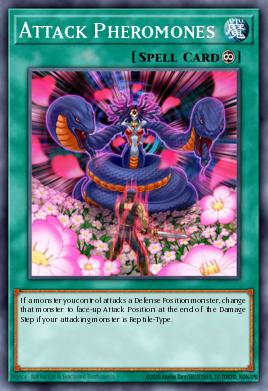 ATTACK PHEROMONES
魔
[SPELL CARD]
If a monster you control attacks a Defense Position monster, change
that monster to face-up Attack Position at the end of the Damage
Step if your attacking monster is Reptile-Type.